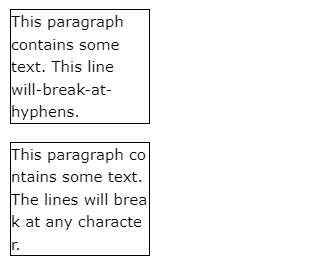 This paragraph
contains some
text. This line
will-break-at-
hyphens.
This paragraph co
ntains some text.
The lines will brea
k at any characte
r.